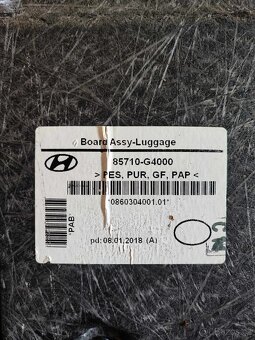 Board Assy-Luggage
85710-G4000
> PES, PUR, GF, PAP <
*0860304001.01*
PAB
pd: 08.01.2018 (A)